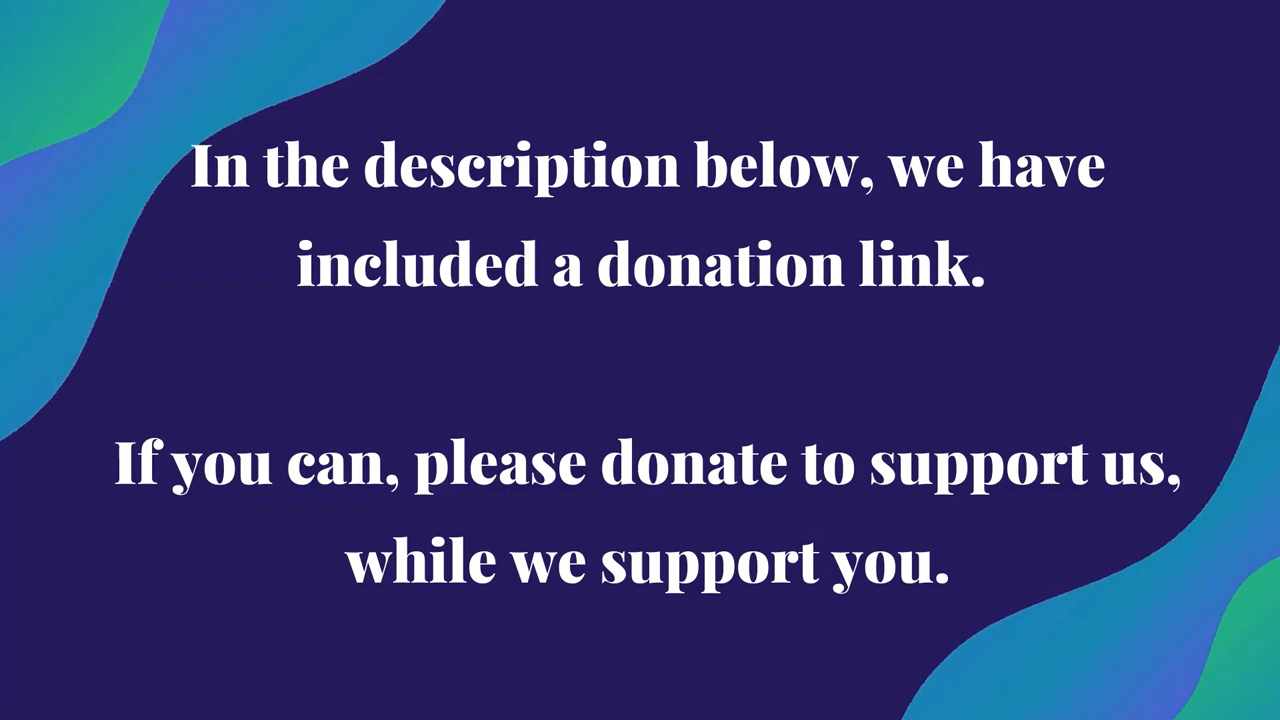 In the description below, we have
included a donation link.
If you can, please donate to support us,
while we support you.